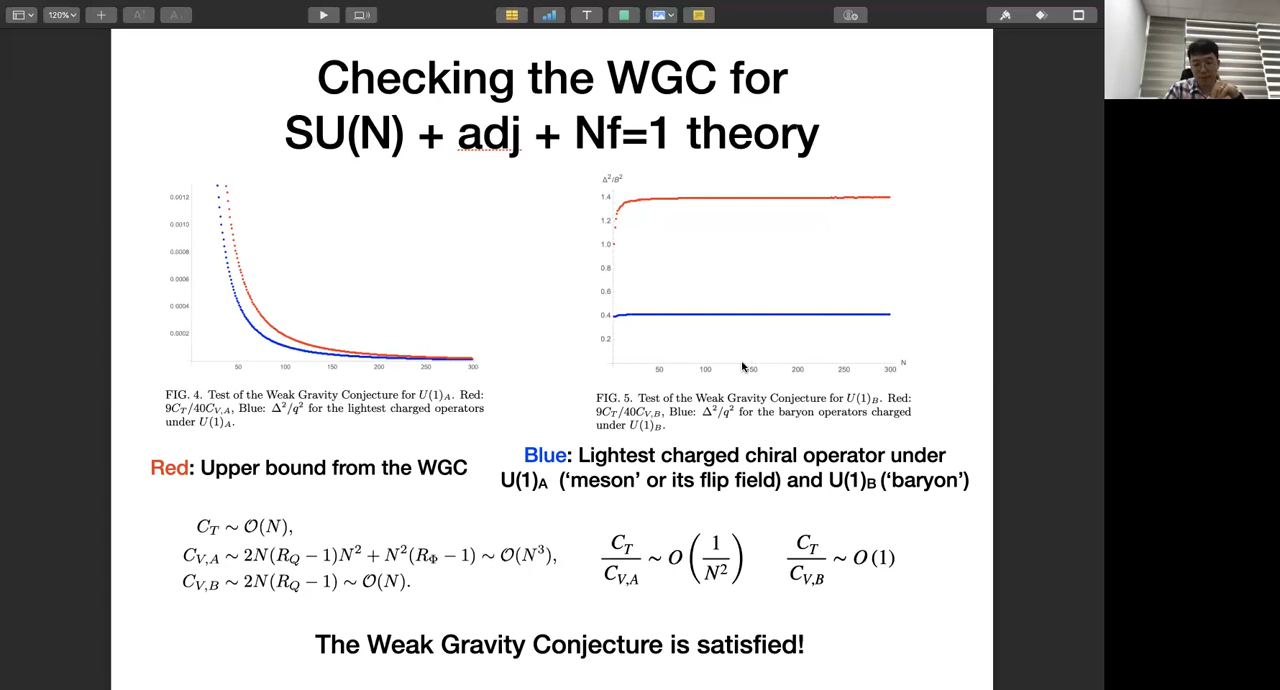 120%
Checking the WGC for
SU(N) + adj + Nf=1 theory
0.0012
0.0010
0.0008
0.0006
0.0004
0.0002
50 100 150 200 250 300
Δ²/B²
1.4
1.2
1.0
0.8
0.6
0.4
0.2
50 100 150 200 250 300
N
FIG. 4. Test of the Weak Gravity Conjecture for U(1)_A. Red:
9C_T/40C_{V,A}, Blue: Δ²/q² for the lightest charged operators
under U(1)_A.
FIG. 5. Test of the Weak Gravity Conjecture for U(1)_B. Red:
9C_T/40C_{V,B}, Blue: Δ²/q² for the baryon operators charged
under U(1)_B.
Red: Upper bound from the WGC
Blue: Lightest charged chiral operator under
U(1)_A ('meson' or its flip field) and U(1)_B ('baryon')
C_T ∼ O(N),
C_{V,A} ∼ 2N(R_Q − 1)N² + N²(R_Φ − 1) ∼ O(N³),
C_{V,B} ∼ 2N(R_Q − 1) ∼ O(N).
C_T/C_{V,A} ∼ O(1/N²) C_T/C_{V,B} ∼ O(1)
The Weak Gravity Conjecture is satisfied!